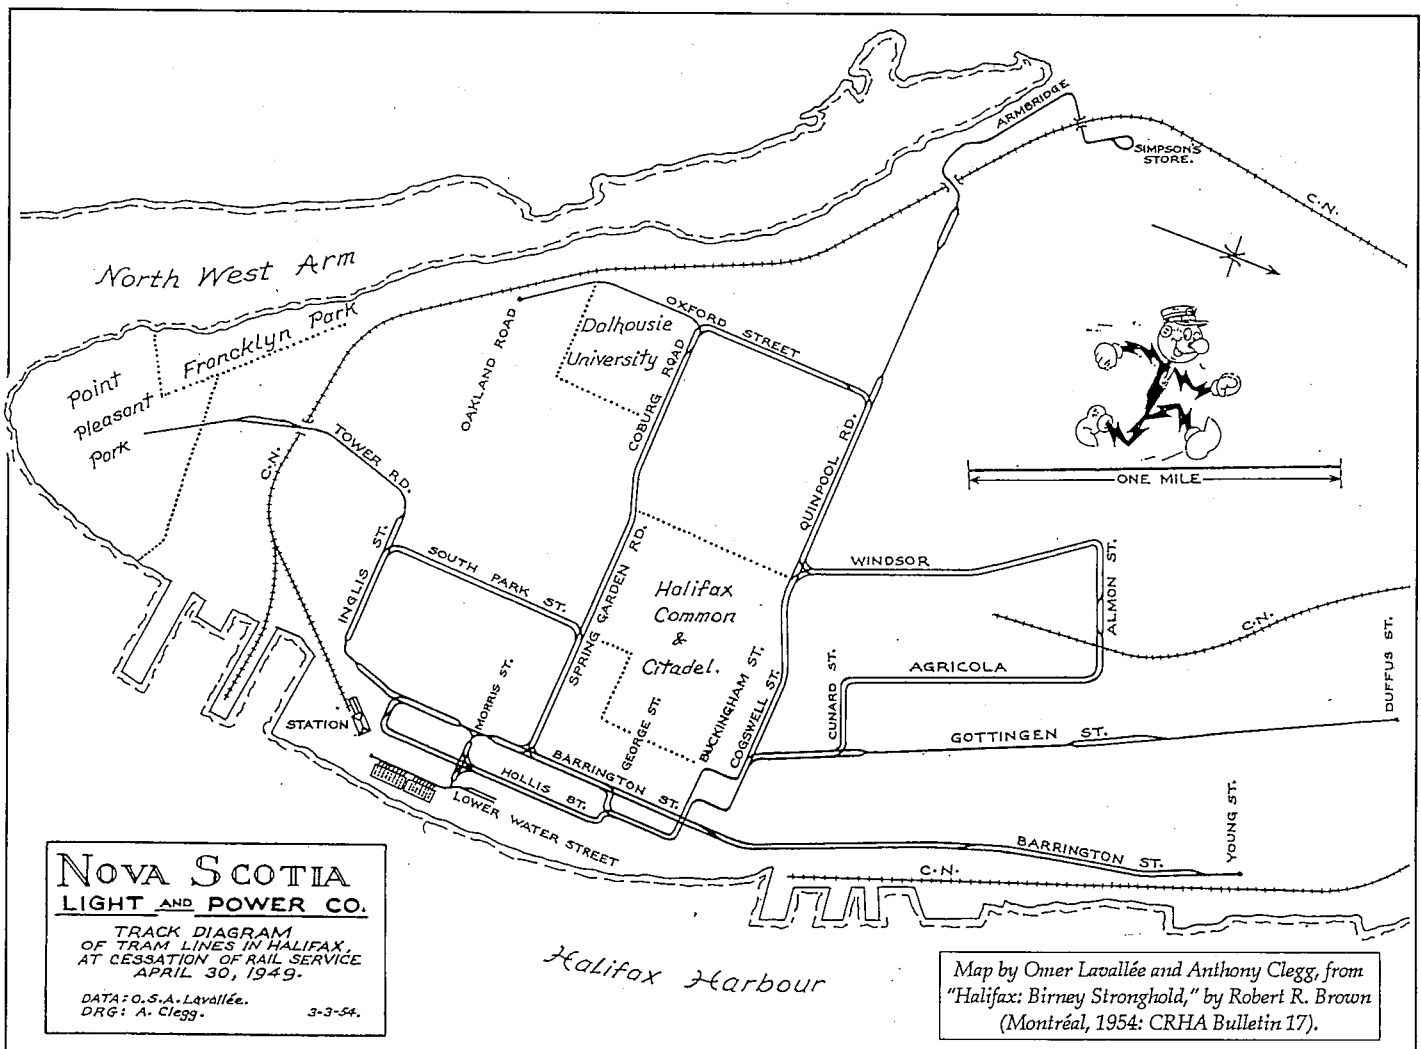 ARMBRIDGE
SIMPSON'S
STORE.
C.N.
North West Arm
Francklyn Park
Point
Pleasant
Park
OAKLAND ROAD
Dalhousie
University
OXFORD STREET
COBURG ROAD
QUINPOOL RD.
ONE MILE
C.N.
TOWER RD.
INGLIS ST.
SOUTH PARK ST.
SPRING GARDEN RD.
Halifax
Common
&
Citadel.
WINDSOR
ALMON ST.
C.N.
DUFFUS ST.
AGRICOLA
CUNARD ST.
GOTTINGEN ST.
MORRIS ST.
GEORGE ST.
BUCKINGHAM ST.
COGSWELL ST.
STATION
HOLLIS ST.
BARRINGTON ST.
LOWER WATER STREET
BARRINGTON ST.
YOUNG ST.
C.N.
Halifax Harbour
NOVA SCOTIA
LIGHT AND POWER CO.
TRACK DIAGRAM
OF TRAM LINES IN HALIFAX,
AT CESSATION OF RAIL SERVICE
APRIL 30, 1949.
DATA: O.S.A. Lavallée.
DRG: A. Clegg. 3-3-54.
Map by Omer Lavallée and Anthony Clegg, from
"Halifax: Birney Stronghold," by Robert R. Brown
(Montréal, 1954: CRHA Bulletin 17).